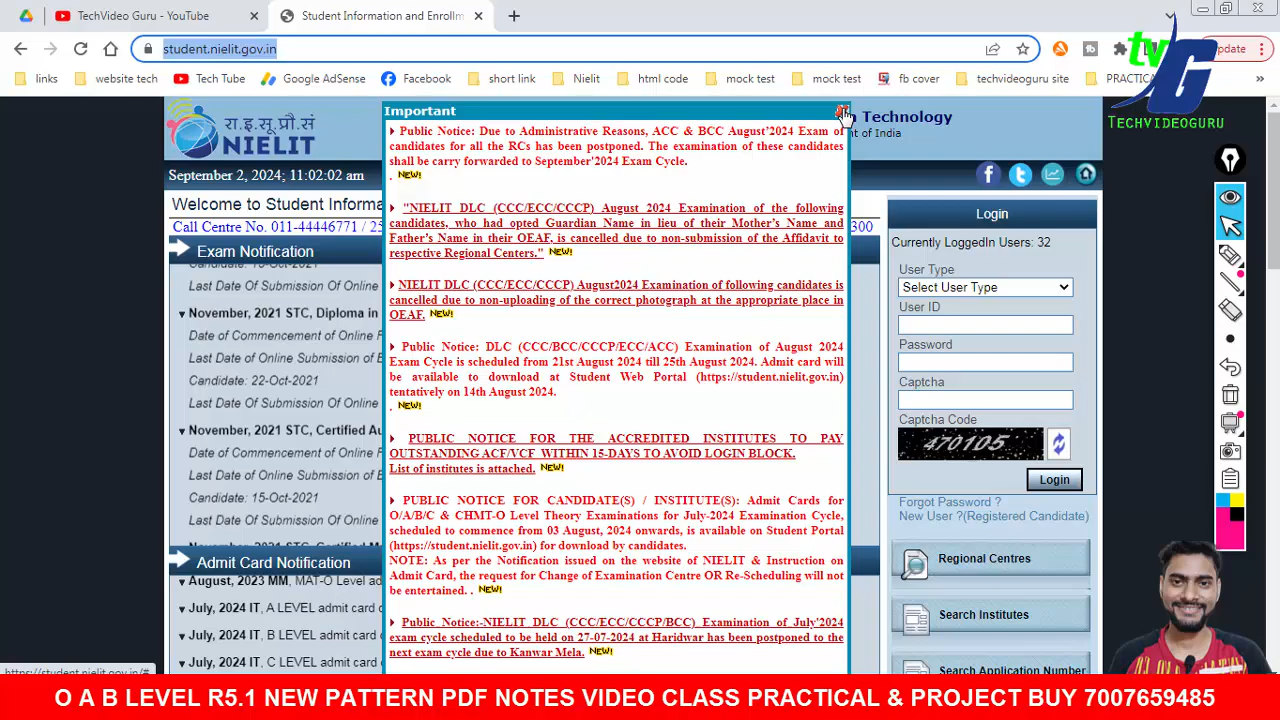 TechVideo Guru - YouTube
Student Information and Enrollm
student.nielit.gov.in
Update
links
website tech
Tech Tube
Google AdSense
Facebook
short link
Nielit
html code
mock test
mock test
fb cover
techvideoguru site
PRACTICAL
tvG
TECHVIDEOGURU
रा.इ.सू.प्रौ.सं
NIELIT
Technology
ent of India
September 2, 2024; 11:02:02 am
Welcome to Student Informa
Call Centre No. 011-44446771 / 25
300
Exam Notification
Candidate: 15-Oct-2021
Last Date Of Submission Of Online
November, 2021 STC, Diploma in
Date of Commencement of Online F
Last Date Of Online Submission of E
Candidate: 22-Oct-2021
Last Date Of Submission Of Online
November, 2021 STC, Certified Au
Date of Commencement of Online F
Last Date Of Online Submission of E
Candidate: 15-Oct-2021
Last Date Of Submission Of Online
Admit Card Notification
August, 2023 MM, MAT-O Level ad
July, 2024 IT, A LEVEL admit card
July, 2024 IT, B LEVEL admit card
July, 2024 IT, C LEVEL admit card
https://student.nielit.gov.in/#
Important
Public Notice: Due to Administrative Reasons, ACC & BCC August'2024 Exam of
candidates for all the RCs has been postponed. The examination of these candidates
shall be carry forwarded to September'2024 Exam Cycle.
. NEW!
"NIELIT DLC (CCC/ECC/CCCP) August 2024 Examination of the following
candidates, who had opted Guardian Name in lieu of their Mother's Name and
Father's Name in their OEAF, is cancelled due to non-submission of the Affidavit to
respective Regional Centers." NEW!
NIELIT DLC (CCC/ECC/CCCP) August2024 Examination of following candidates is
cancelled due to non-uploading of the correct photograph at the appropriate place in
OEAF. NEW!
Public Notice: DLC (CCC/BCC/CCCP/ECC/ACC) Examination of August 2024
Exam Cycle is scheduled from 21st August 2024 till 25th August 2024. Admit card will
be available to download at Student Web Portal (https://student.nielit.gov.in)
tentatively on 14th August 2024.
. NEW!
PUBLIC NOTICE FOR THE ACCREDITED INSTITUTES TO PAY
OUTSTANDING ACF/VCF WITHIN 15-DAYS TO AVOID LOGIN BLOCK.
List of institutes is attached. NEW!
PUBLIC NOTICE FOR CANDIDATE(S) / INSTITUTE(S): Admit Cards for
O/A/B/C & CHMT-O Level Theory Examinations for July-2024 Examination Cycle,
scheduled to commence from 03 August, 2024 onwards, is available on Student Portal
(https://student.nielit.gov.in) for download by candidates.
NOTE: As per the Notification issued on the website of NIELIT & Instruction on
Admit Card, the request for Change of Examination Centre OR Re-Scheduling will not
be entertained. . NEW!
Public Notice:-NIELIT DLC (CCC/ECC/CCCP/BCC) Examination of July'2024
exam cycle scheduled to be held on 27-07-2024 at Haridwar has been postponed to the
next exam cycle due to Kanwar Mela. NEW!
Login
Currently LoggedIn Users: 32
User Type
Select User Type
User ID
Password
Captcha
Captcha Code
470105
Login
Forgot Password ?
New User ?(Registered Candidate)
Regional Centres
Search Institutes
Search Application Number
O A B LEVEL R5.1 NEW PATTERN PDF NOTES VIDEO CLASS PRACTICAL & PROJECT BUY 7007659485